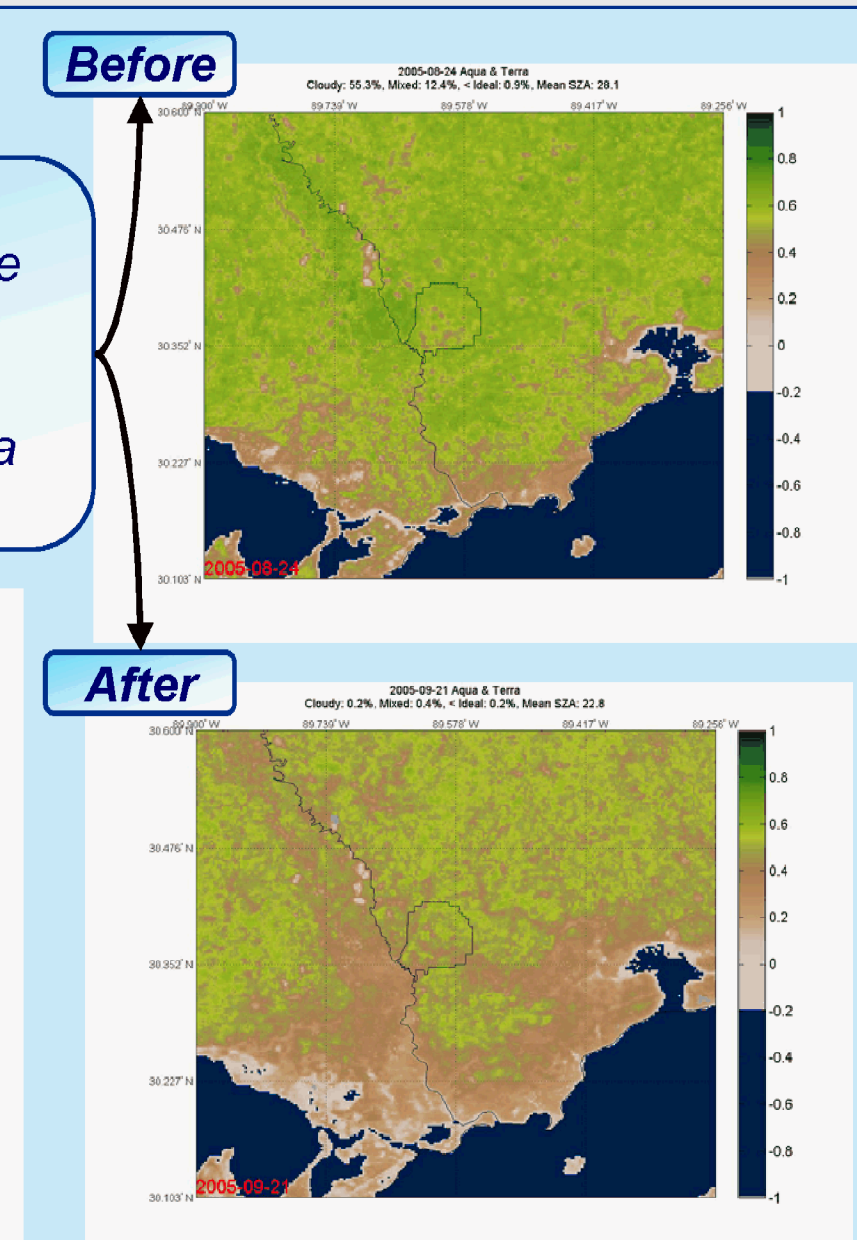 Before
e
a
2005-08-24 Aqua & Terra
Cloudy: 55.3%, Mixed: 12.4%, < Ideal: 0.9%, Mean SZA: 28.1
89.900° W 89.739° W 89.578° W 89.417° W 89.256° W
30.600° N
30.476° N
30.352° N
30.227° N
30.103° N
2005-08-24
1
0.8
0.6
0.4
0.2
0
-0.2
-0.4
-0.6
-0.8
-1
After
2005-09-21 Aqua & Terra
Cloudy: 0.2%, Mixed: 0.4%, < Ideal: 0.2%, Mean SZA: 22.8
89.900° W 89.739° W 89.578° W 89.417° W 89.256° W
30.600° N
30.476° N
30.352° N
30.227° N
30.103° N
2005-09-21
1
0.8
0.6
0.4
0.2
0
-0.2
-0.4
-0.6
-0.8
-1